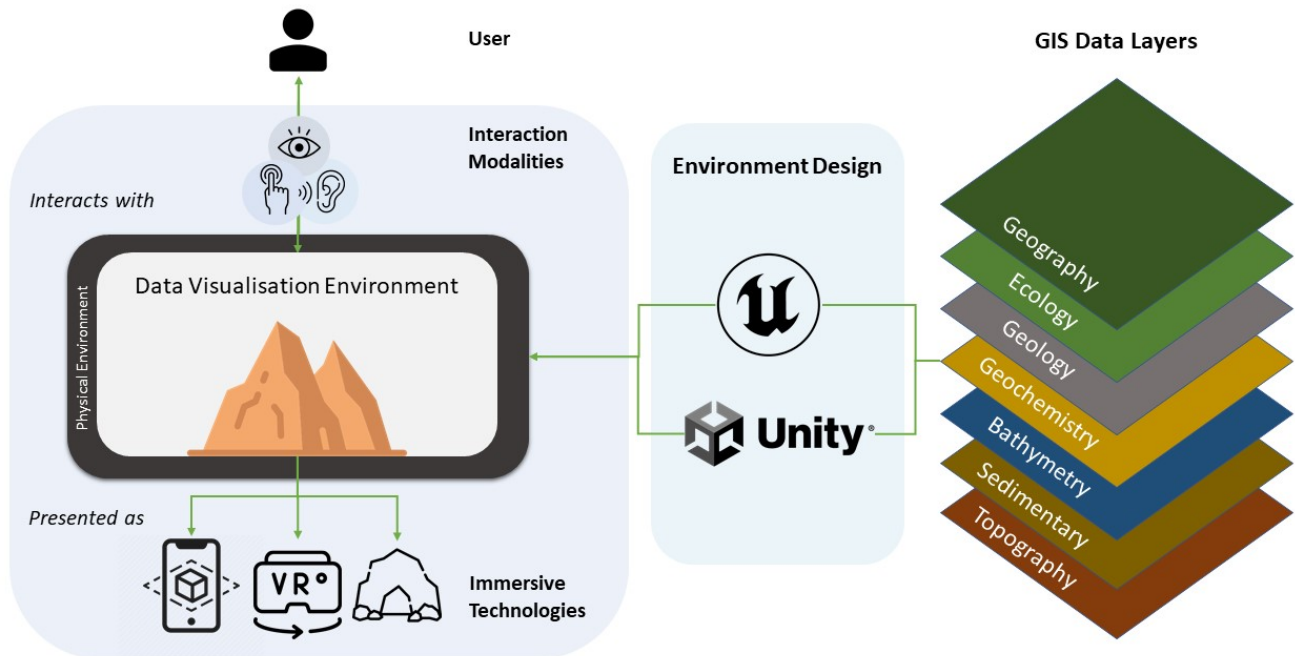 User
GIS Data Layers
Interaction
Modalities
Interacts with
Environment Design
Physical Environment
Data Visualisation Environment
Unity®
Geography
Ecology
Geology
Geochemistry
Bathymetry
Sedimentary
Topography
Presented as
VR
Immersive
Technologies